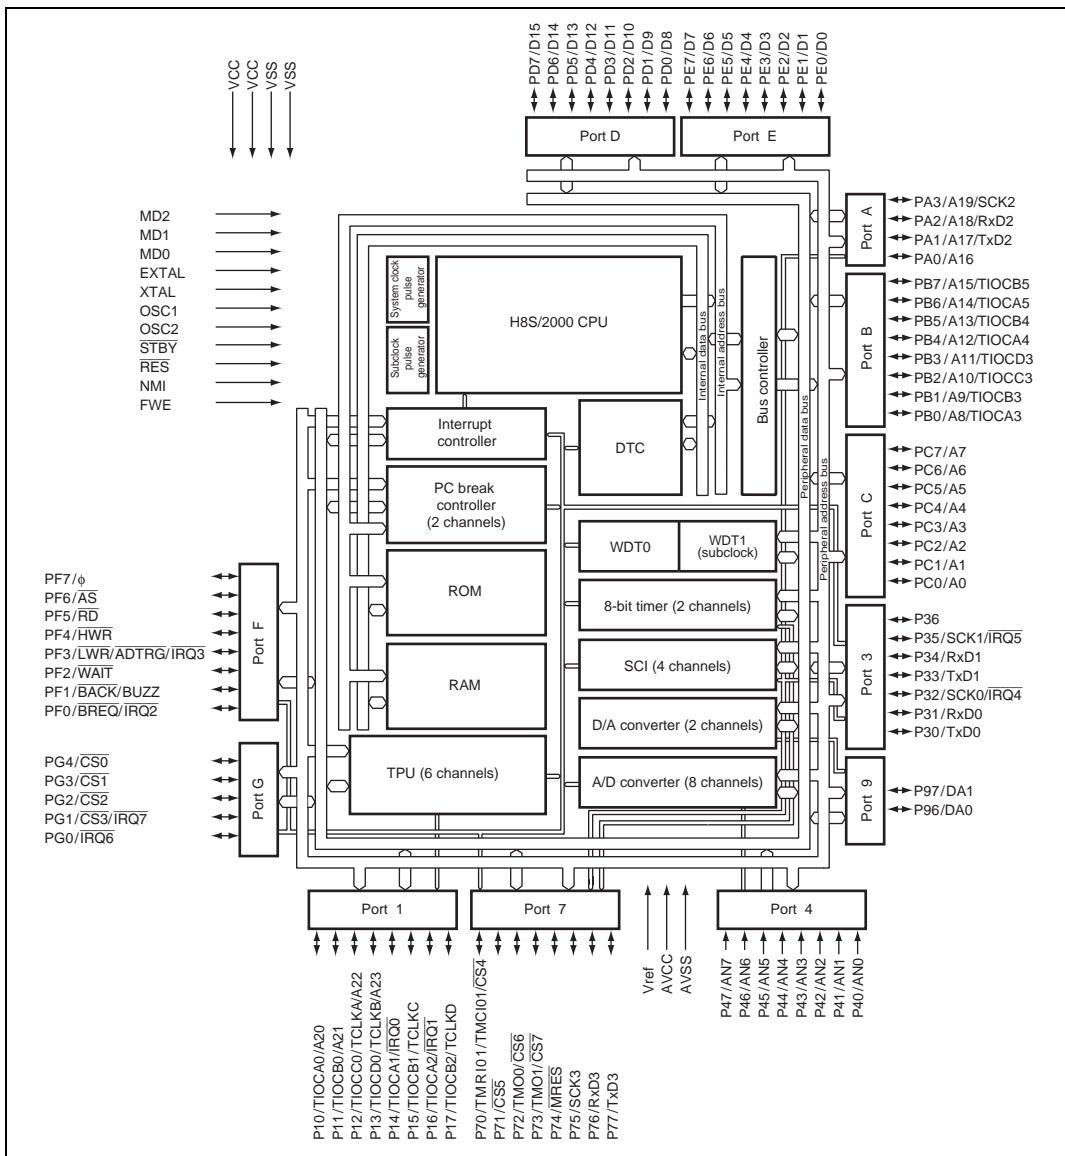 VCC
VCC
VSS
VSS
PD7/D15
PD6/D14
PD5/D13
PD4/D12
PD3/D11
PD2/D10
PD1/D9
PD0/D8
PE7/D7
PE6/D6
PE5/D5
PE4/D4
PE3/D3
PE2/D2
PE1/D1
PE0/D0
Port D
Port E
MD2
MD1
MD0
EXTAL
XTAL
OSC1
OSC2
STBY
RES
NMI
FWE
System clock
pulse
generator
Subclock
pulse
generator
H8S/2000 CPU
Internal data bus
Internal address bus
Bus controller
Peripheral data bus
Peripheral address bus
Port A
PA3/A19/SCK2
PA2/A18/RxD2
PA1/A17/TxD2
PA0/A16
Port B
PB7/A15/TIOCB5
PB6/A14/TIOCA5
PB5/A13/TIOCB4
PB4/A12/TIOCA4
PB3/A11/TIOCD3
PB2/A10/TIOCC3
PB1/A9/TIOCB3
PB0/A8/TIOCA3
Interrupt
controller
DTC
PC break
controller
(2 channels)
Port C
PC7/A7
PC6/A6
PC5/A5
PC4/A4
PC3/A3
PC2/A2
PC1/A1
PC0/A0
WDT0
WDT1
(subclock)
ROM
8-bit timer (2 channels)
PF7/ϕ
PF6/AS
PF5/RD
PF4/HWR
PF3/LWR/ADTRG/IRQ3
PF2/WAIT
PF1/BACK/BUZZ
PF0/BREQ/IRQ2
Port F
RAM
SCI (4 channels)
Port 3
P36
P35/SCK1/IRQ5
P34/RxD1
P33/TxD1
P32/SCK0/IRQ4
P31/RxD0
P30/TxD0
D/A converter (2 channels)
PG4/CS0
PG3/CS1
PG2/CS2
PG1/CS3/IRQ7
PG0/IRQ6
Port G
TPU (6 channels)
A/D converter (8 channels)
Port 9
P97/DA1
P96/DA0
Port 1
Port 7
Port 4
P10/TIOCA0/A20
P11/TIOCB0/A21
P12/TIOCC0/TCLKA/A22
P13/TIOCD0/TCLKB/A23
P14/TIOCA1/IRQ0
P15/TIOCB1/TCLKC
P16/TIOCA2/IRQ1
P17/TIOCB2/TCLKD
P70/TMRI01/TMCI01/CS4
P71/CS5
P72/TMO0/CS6
P73/TMO1/CS7
P74/MRES
P75/SCK3
P76/RxD3
P77/TxD3
Vref
AVCC
AVSS
P47/AN7
P46/AN6
P45/AN5
P44/AN4
P43/AN3
P42/AN2
P41/AN1
P40/AN0